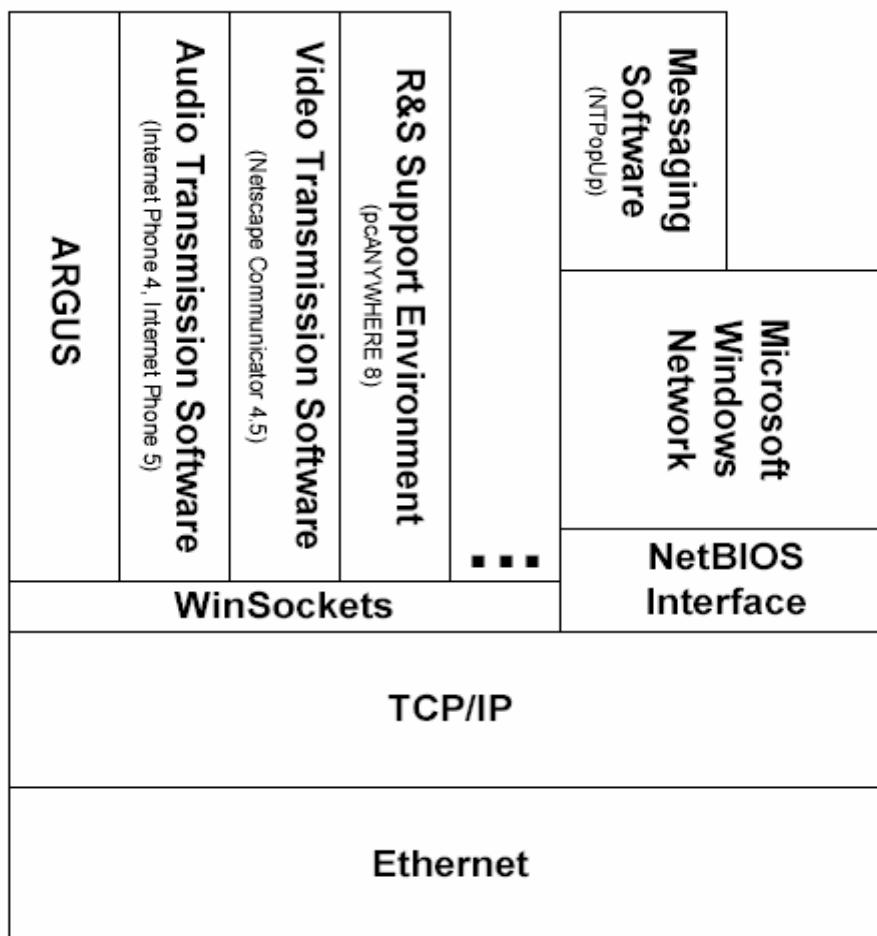 ARGUS
Audio Transmission Software
(Internet Phone 4, Internet Phone 5)
Video Transmission Software
(Netscape Communicator 4,5)
R&S Support Environment
(pcANYWHERE 8)
...
Messaging
Software
(NTPopUp)
Microsoft
Windows
Network
NetBIOS
Interface
WinSockets
TCP/IP
Ethernet